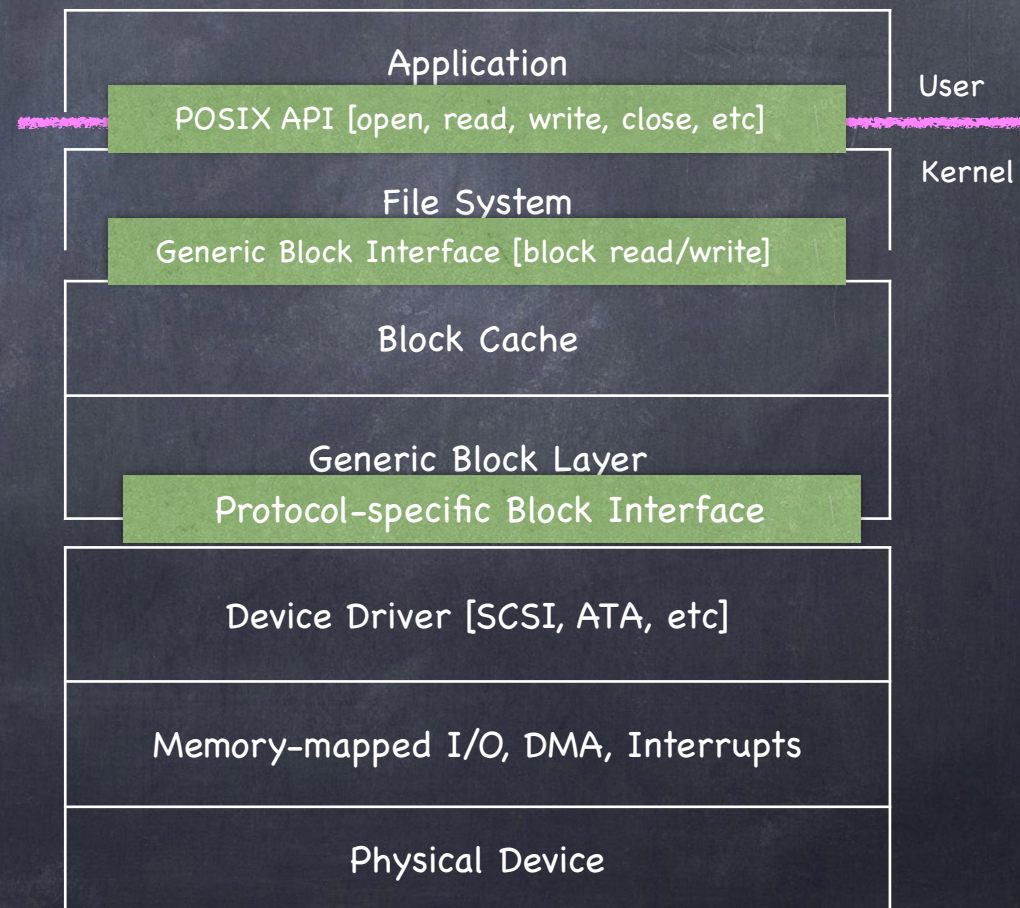 Application
User
POSIX API [open, read, write, close, etc]
Kernel
File System
Generic Block Interface [block read/write]
Block Cache
Generic Block Layer
Protocol-specific Block Interface
Device Driver [SCSI, ATA, etc]
Memory-mapped I/O, DMA, Interrupts
Physical Device